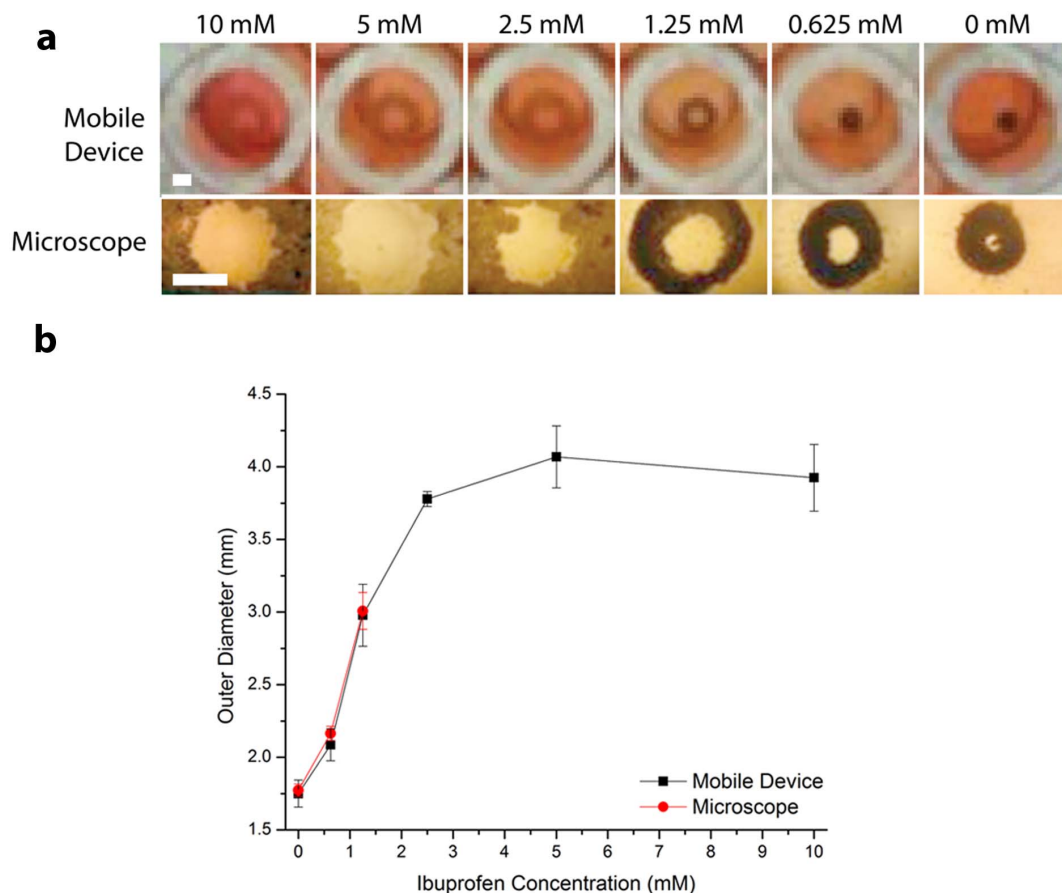 a
10 mM 5 mM 2.5 mM 1.25 mM 0.625 mM 0 mM
Mobile
Device
Microscope
b
4.5
4.0
3.5
3.0
2.5
2.0
1.5
Outer Diameter (mm)
Mobile Device
Microscope
0 1 2 3 4 5 6 7 8 9 10
Ibuprofen Concentration (mM)